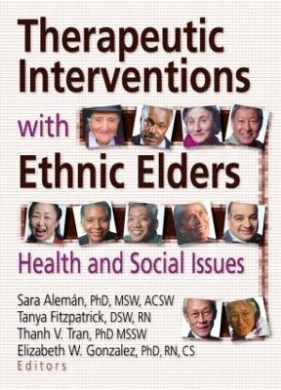 Therapeutic
Interventions
with
Ethnic Elders
Health and Social Issues
Sara Alemán, PhD, MSW, ACSW
Tanya Fitzpatrick, DSW, RN
Thanh V. Tran, PhD MSSW
Elizabeth W. Gonzalez, PhD, RN, CS
Editors